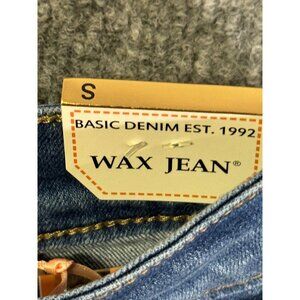 S
BASIC DENIM EST. 1992
WAX JEAN®